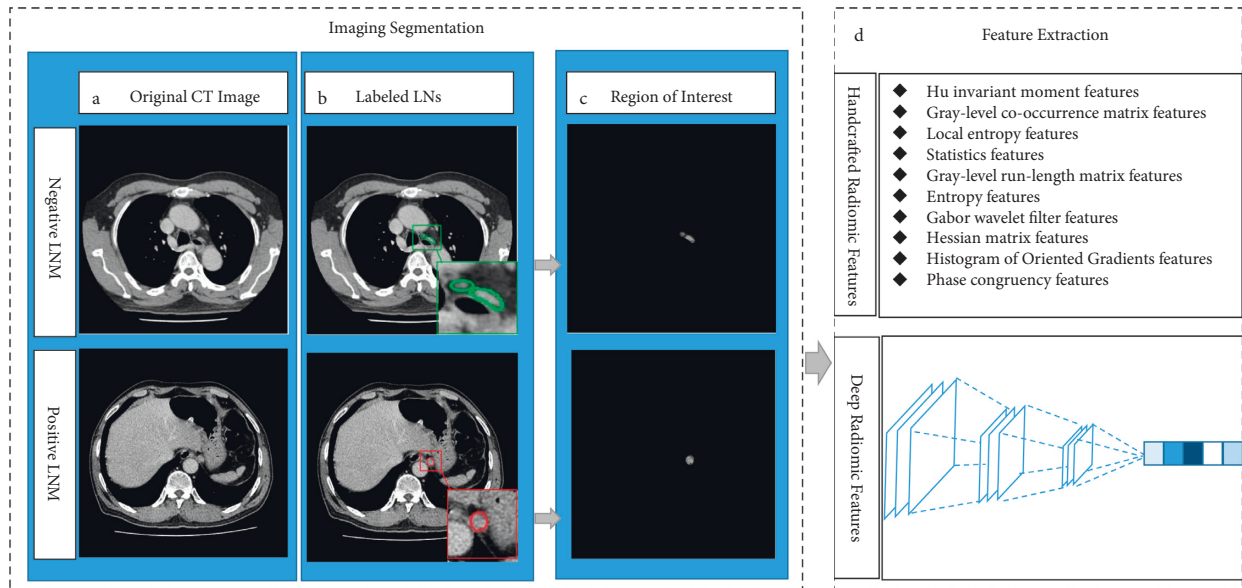 Imaging Segmentation
a Original CT Image
b Labeled LNs
c Region of Interest
Negative LNM
Positive LNM
d Feature Extraction
Handcrafted Radiomic Features
◆ Hu invariant moment features
◆ Gray-level co-occurrence matrix features
◆ Local entropy features
◆ Statistics features
◆ Gray-level run-length matrix features
◆ Entropy features
◆ Gabor wavelet filter features
◆ Hessian matrix features
◆ Histogram of Oriented Gradients features
◆ Phase congruency features
Deep Radiomic Features